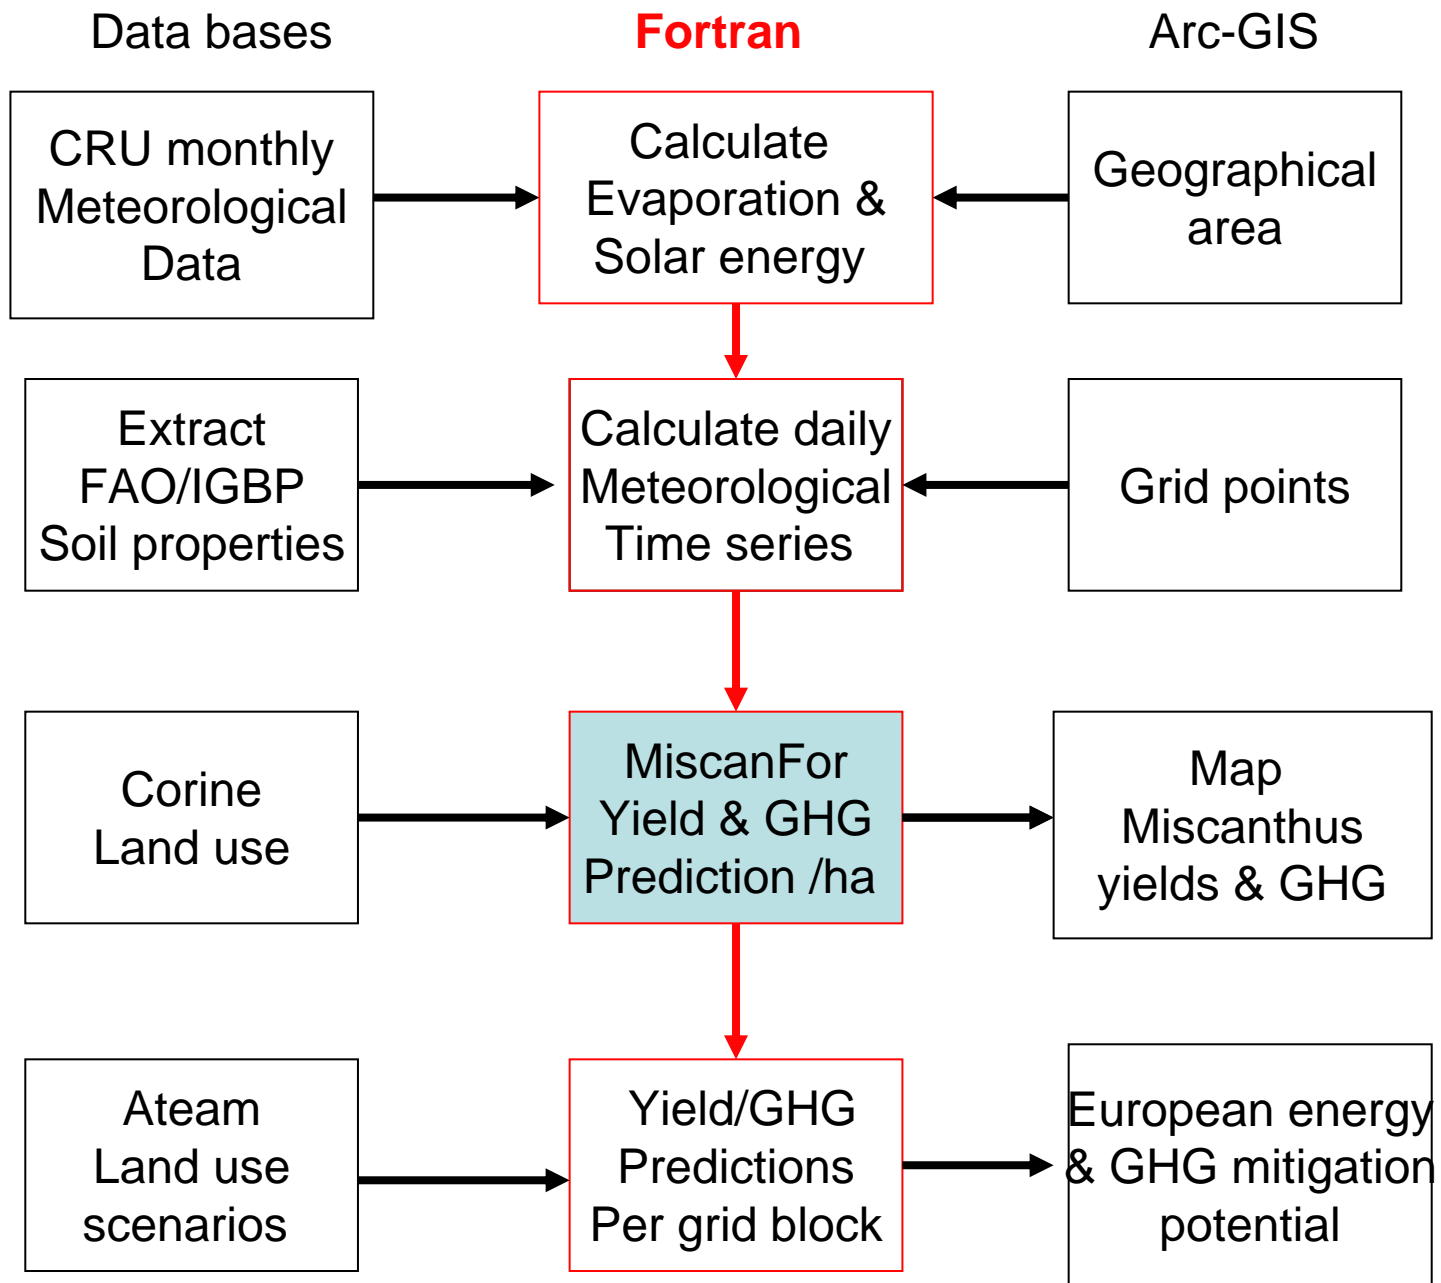 Data bases
Fortran
Arc-GIS
CRU monthly
Meteorological
Data
Calculate
Evaporation &
Solar energy
Geographical
area
Extract
FAO/IGBP
Soil properties
Calculate daily
Meteorological
Time series
Grid points
Corine
Land use
MiscanFor
Yield & GHG
Prediction /ha
Map
Miscanthus
yields & GHG
Ateam
Land use
scenarios
Yield/GHG
Predictions
Per grid block
European energy
& GHG mitigation
potential